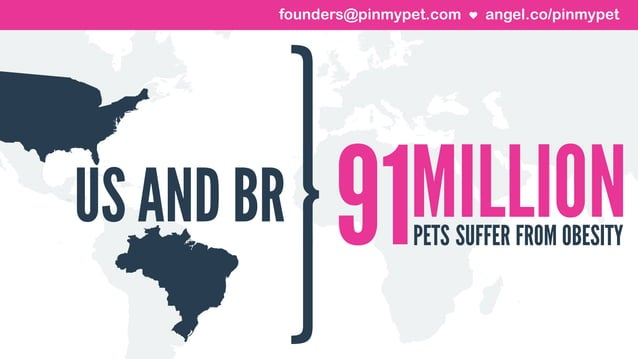 founders@pinmypet.com ♥ angel.co/pinmypet
US AND BR
91 MILLION
PETS SUFFER FROM OBESITY